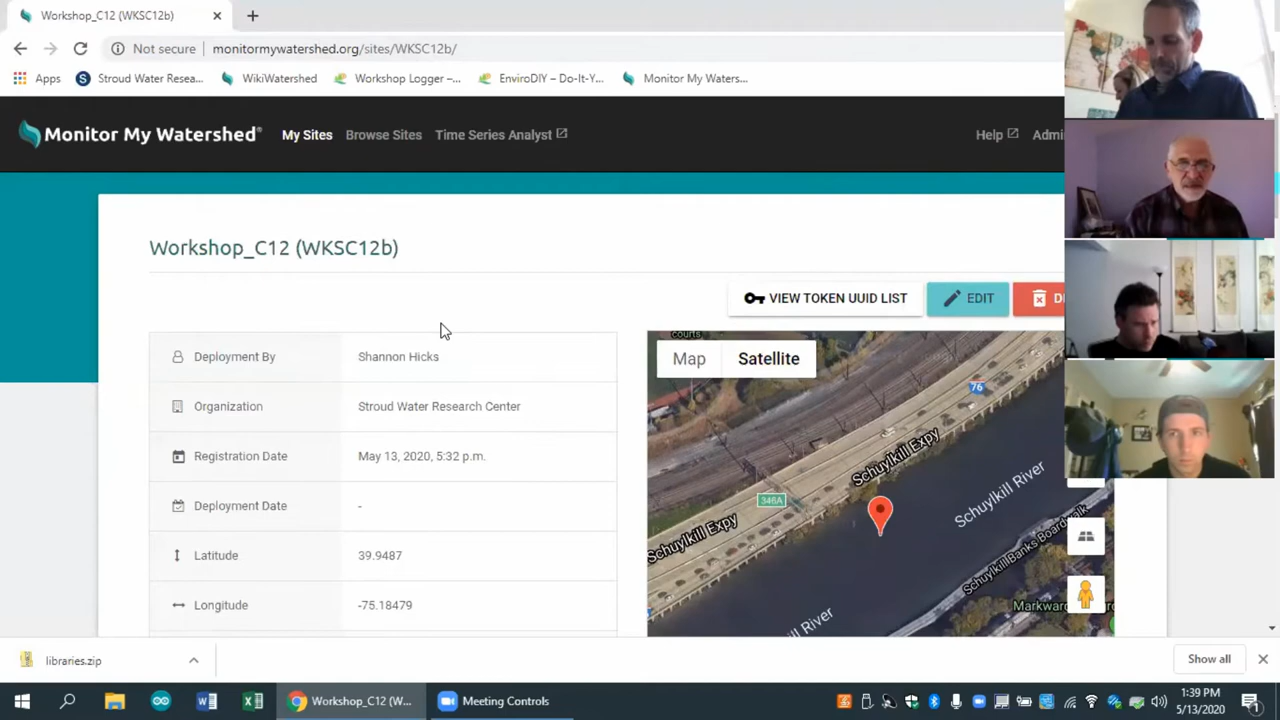 Workshop_C12 (WKSC12b)
Not secure monitormywatershed.org/sites/WKSC12b/
Apps Stroud Water Resea... WikiWatershed Workshop Logger –... EnviroDIY – Do-It-Y... Monitor My Waters...
Monitor My Watershed® My Sites Browse Sites Time Series Analyst Help Admi
Workshop_C12 (WKSC12b)
VIEW TOKEN UUID LIST EDIT
Deployment By Shannon Hicks
Organization Stroud Water Research Center
Registration Date May 13, 2020, 5:32 p.m.
Deployment Date -
Latitude 39.9487
Longitude -75.18479
courts
Map Satellite
76
Schuylkill Expy
346A
Schuylkill River
Schuylkill Expy
Schuylkill Banks Boardwalk
Markward
kill River
libraries.zip Show all
Workshop_C12 (W... Meeting Controls 1:39 PM
5/13/2020